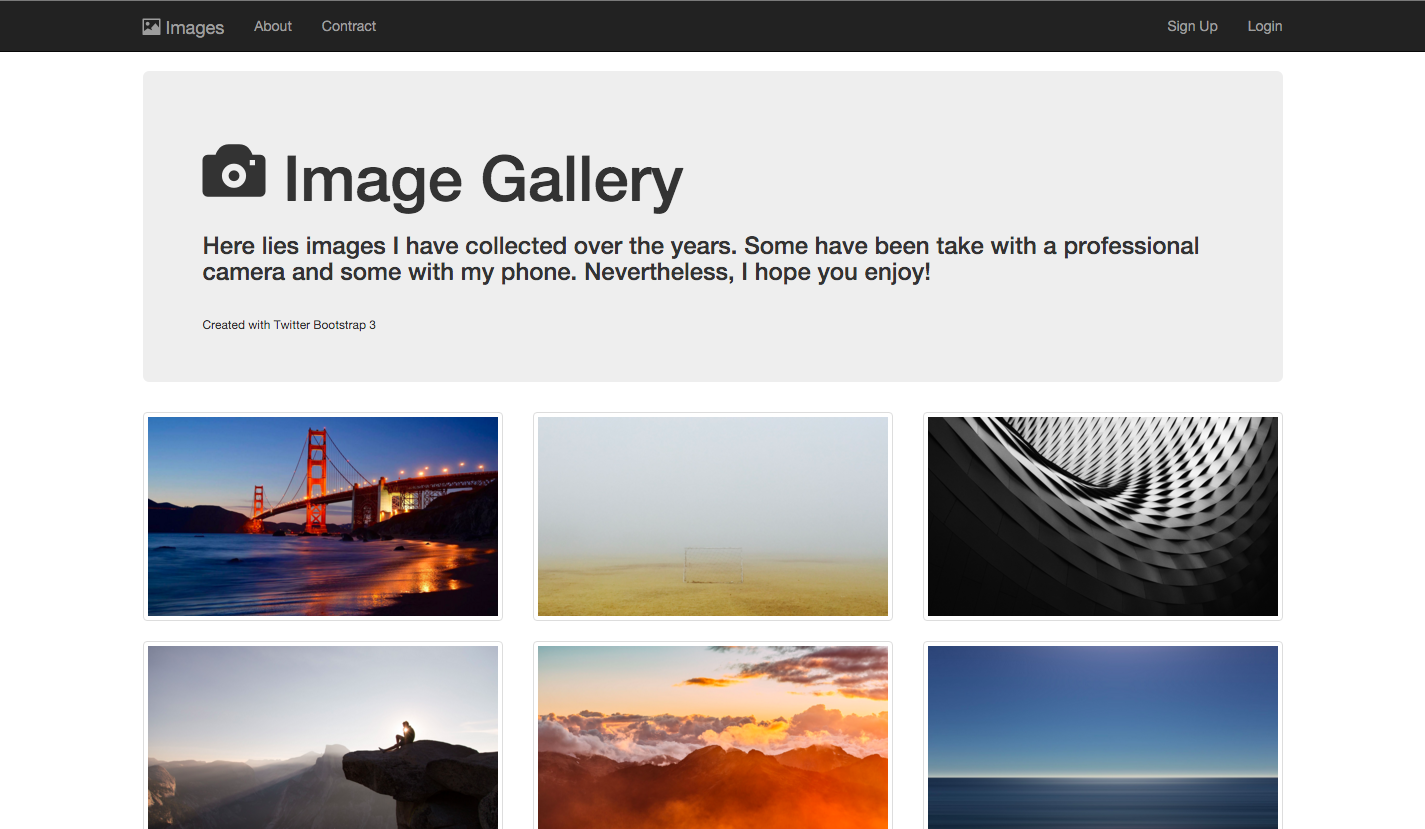 Images About Contract Sign Up Login
Image Gallery
Here lies images I have collected over the years. Some have been take with a professional
camera and some with my phone. Nevertheless, I hope you enjoy!
Created with Twitter Bootstrap 3